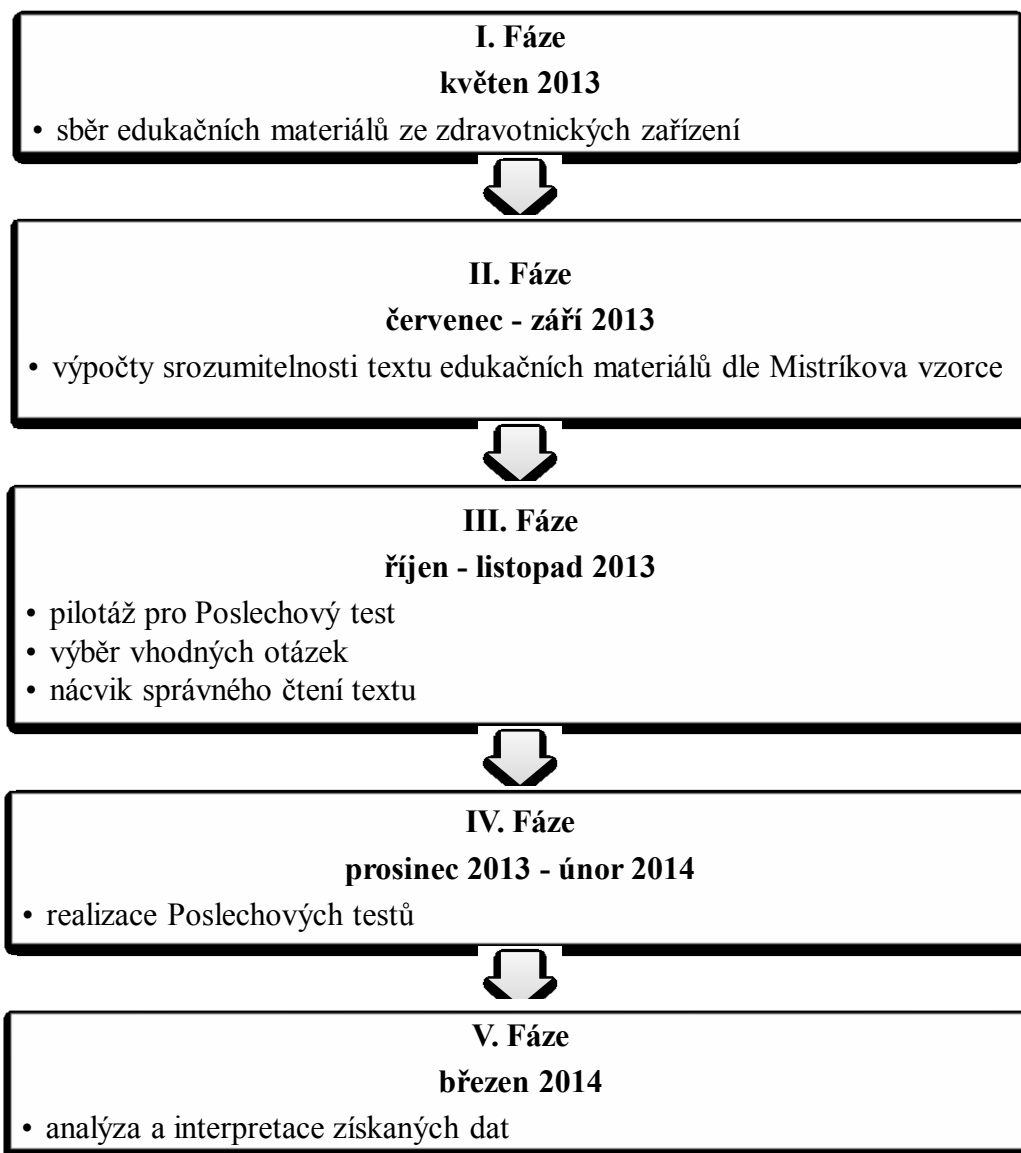 I. Fáze
květen 2013
• sběr edukačních materiálů ze zdravotnických zařízení
II. Fáze
červenec - září 2013
• výpočty srozumitelnosti textu edukačních materiálů dle Mistríkova vzorce
III. Fáze
říjen - listopad 2013
• pilotáž pro Poslechový test
• výběr vhodných otázek
• nácvik správného čtení textu
IV. Fáze
prosinec 2013 - únor 2014
• realizace Poslechových testů
V. Fáze
březen 2014
• analýza a interpretace získaných dat